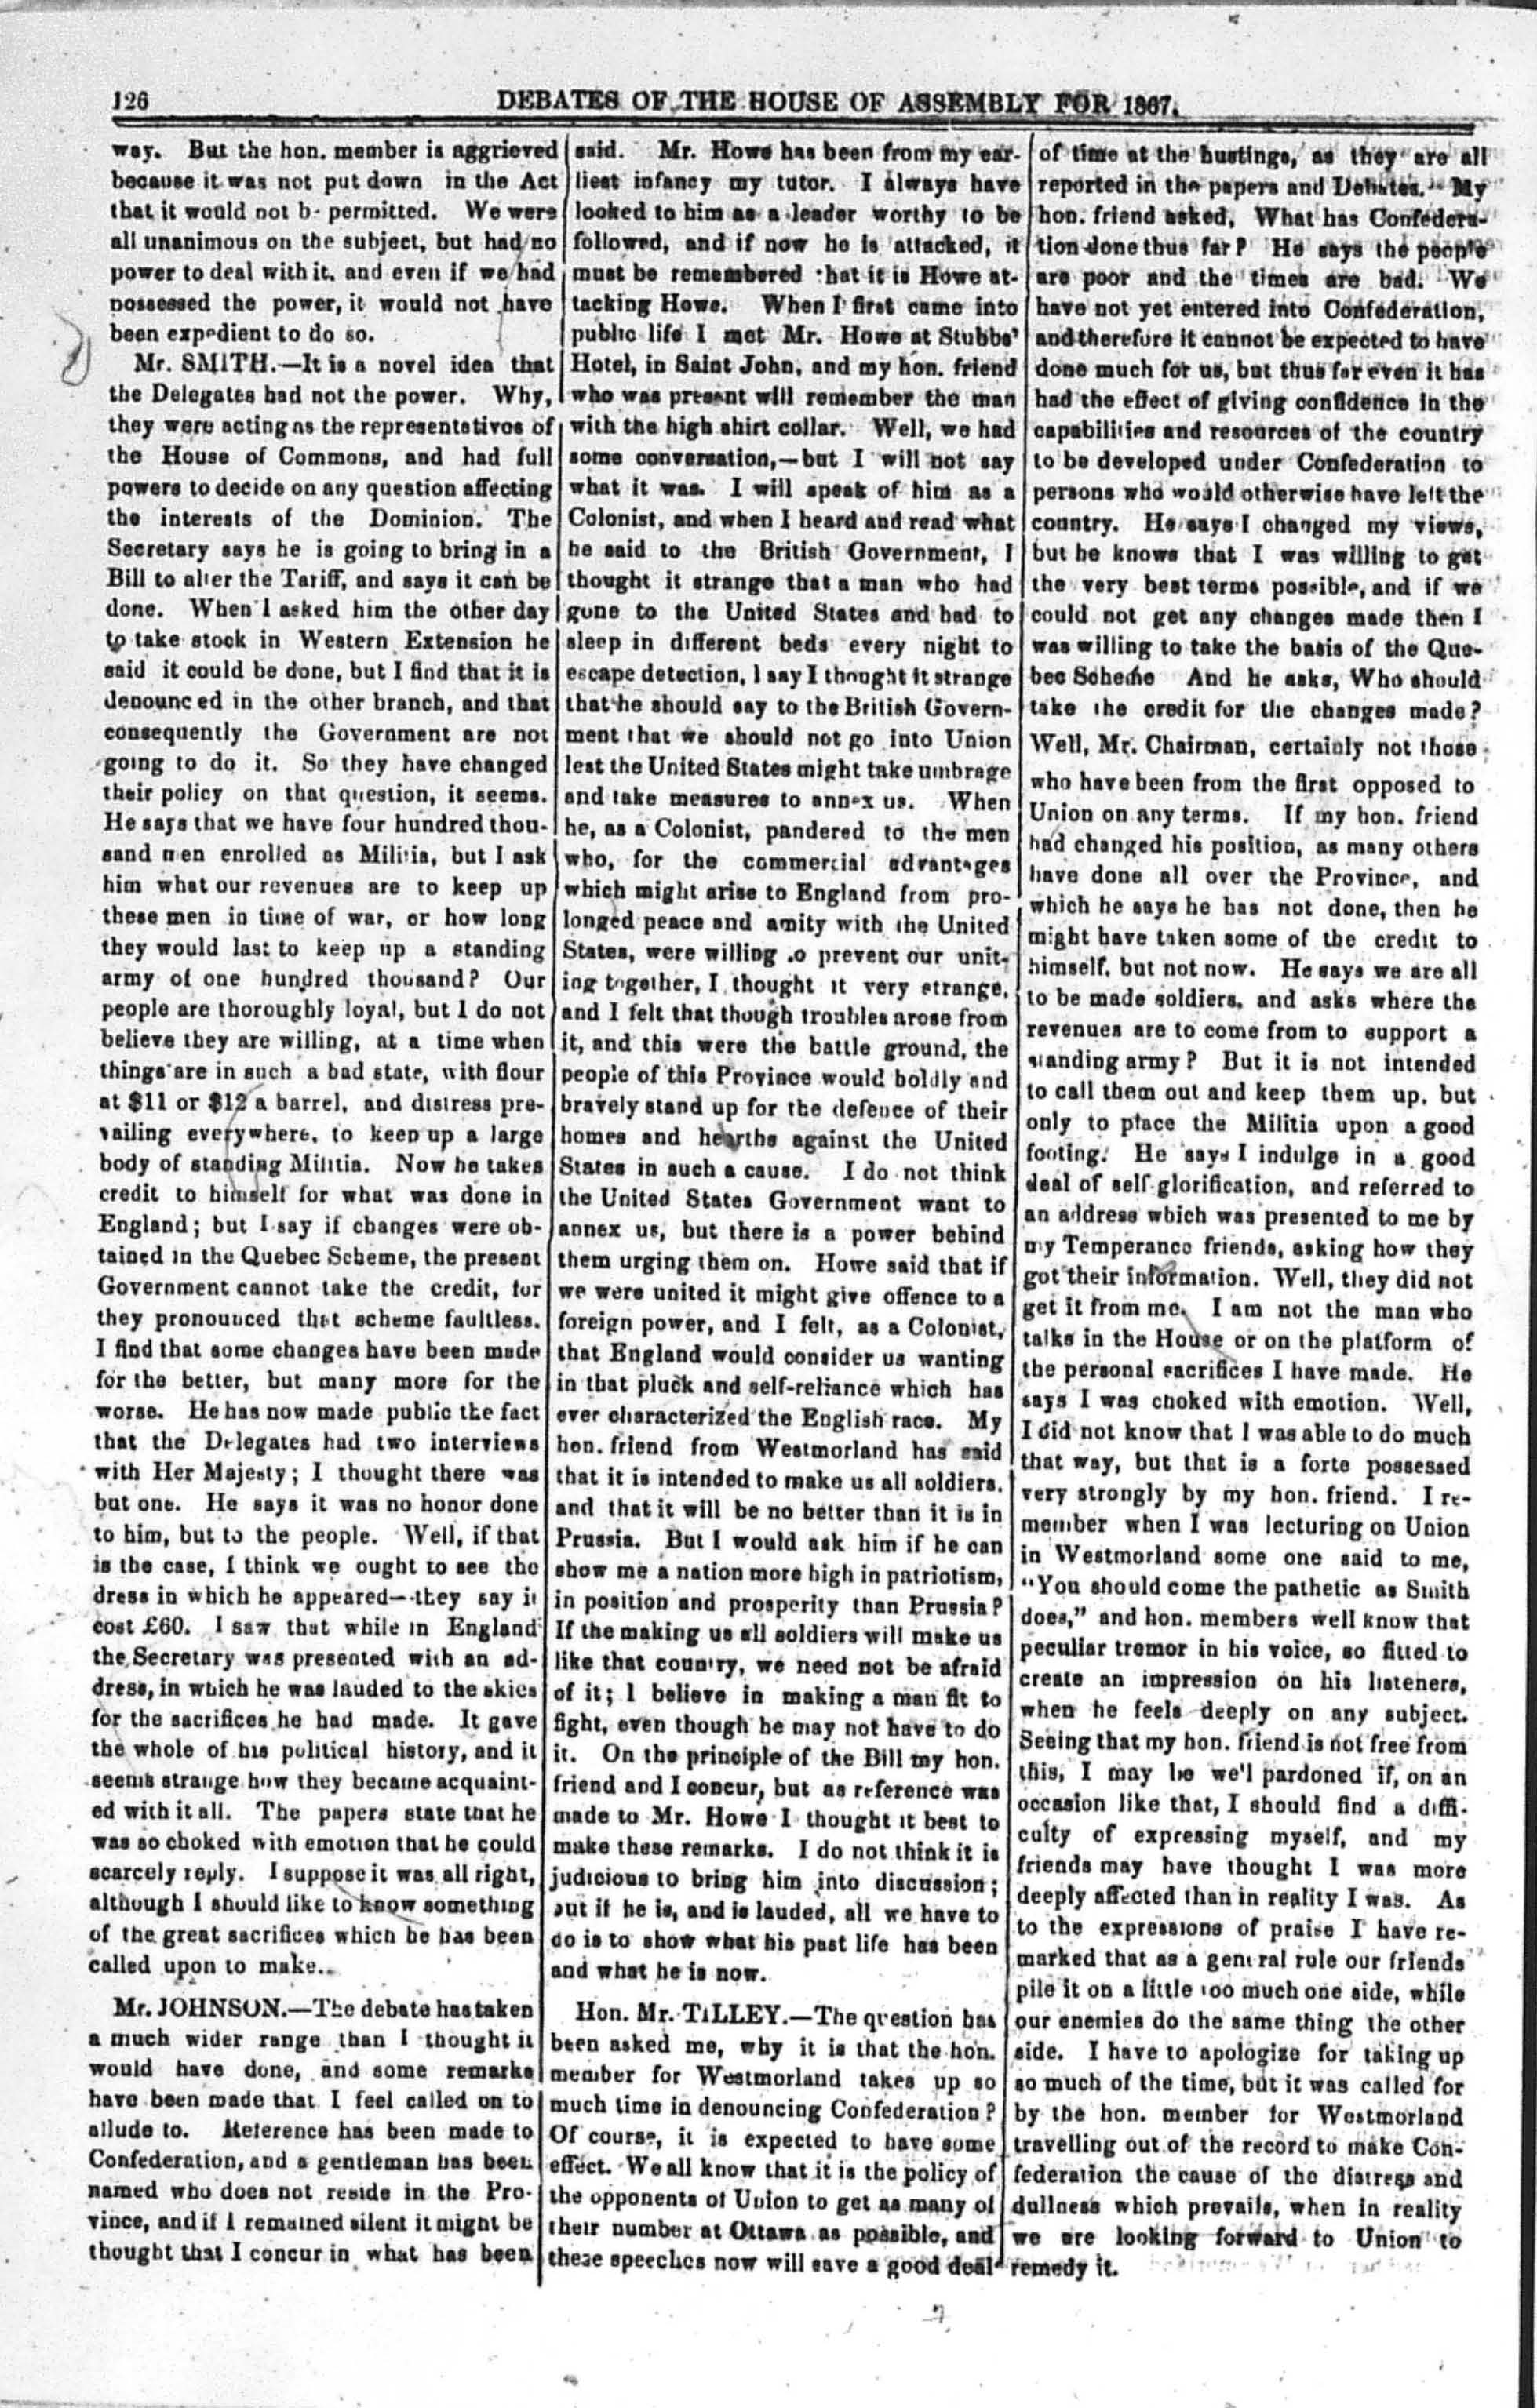 126
DEBATES OF THE HOUSE OF ASSEMBLY FOR 1867.
way. But the hon. member is aggrieved
because it was not put down in the Act
that it would not b- permitted. We were
all unanimous on the subject, but had no
power to deal with it, and even if we had
possessed the power, it would not have
been expedient to do so.
Mr. SMITH.—It is a novel idea that
the Delegates had not the power. Why,
they were acting as the representatives of
the House of Commons, and had full
powers to decide on any question affecting
the interests of the Dominion. The
Secretary says he is going to bring in a
Bill to alter the Tariff, and says it can be
done. When I asked him the other day
to take stock in Western Extension he
said it could be done, but I find that it is
denounced in the other branch, and that
consequently the Government are not
going to do it. So they have changed
their policy on that question, it seems.
He says that we have four hundred thou-
sand men enrolled as Militia, but I ask
him what our revenues are to keep up
these men in time of war, or how long
they would last to keep up a standing
army of one hundred thousand? Our
people are thoroughly loyal, but I do not
believe they are willing, at a time when
things are in such a bad state, with flour
at $11 or $12 a barrel, and distress pre-
vailing everywhere, to keep up a large
body of standing Militia. Now he takes
credit to himself for what was done in
England; but I say if changes were ob-
tained in the Quebec Scheme, the present
Government cannot take the credit, for
they pronounced that scheme faultless.
I find that some changes have been made
for the better, but many more for the
worse. He has now made public the fact
that the Delegates had two interviews
with Her Majesty; I thought there was
but one. He says it was no honor done
to him, but to the people. Well, if that
is the case, I think we ought to see the
dress in which he appeared—they say it
cost £60. I saw that while in England
the Secretary was presented with an ad-
dress, in which he was lauded to the skies
for the sacrifices he had made. It gave
the whole of his political history, and it
seems strange how they became acquaint-
ed with it all. The papers state that he
was so choked with emotion that he could
scarcely reply. I suppose it was all right,
although I should like to know something
of the great sacrifices which he has been
called upon to make..
Mr. JOHNSON.—The debate has taken
a much wider range than I thought it
would have done, and some remarks
have been made that I feel called on to
allude to. Reference has been made to
Confederation, and a gentleman has been
named who does not reside in the Pro-
vince, and if I remained silent it might be
thought that I concur in what has been
said. Mr. Howe has been from my ear-
liest infancy my tutor. I always have
looked to him as a leader worthy to be
followed, and if now he is attacked, it
must be remembered that it is Howe at-
tacking Howe. When I first came into
public life I met Mr. Howe at Stubbs'
Hotel, in Saint John, and my hon. friend
who was present will remember the man
with the high shirt collar. Well, we had
some conversation,—but I will not say
what it was. I will speak of him as a
Colonist, and when I heard and read what
he said to the British Government, I
thought it strange that a man who had
gone to the United States and had to
sleep in different beds every night to
escape detection, I say I thought it strange
that he should say to the British Govern-
ment that we should not go into Union
lest the United States might take umbrage
and take measures to annex us. When
he, as a Colonist, pandered to the men
who, for the commercial advantages
which might arise to England from pro-
longed peace and amity with the United
States, were willing .o prevent our unit-
ing together, I thought it very strange,
and I felt that though troubles arose from
it, and this were the battle ground, the
people of this Province would boldly and
bravely stand up for the defence of their
homes and hearths against the United
States in such a cause. I do not think
the United States Government want to
annex us, but there is a power behind
them urging them on. Howe said that if
we were united it might give offence to a
foreign power, and I felt, as a Colonist,
that England would consider us wanting
in that pluck and self-reliance which has
ever characterized the English race. My
hon. friend from Westmorland has said
that it is intended to make us all soldiers,
and that it will be no better than it is in
Prussia. But I would ask him if he can
show me a nation more high in patriotism,
in position and prosperity than Prussia?
If the making us all soldiers will make us
like that country, we need not be afraid
of it; I believe in making a man fit to
fight, even though he may not have to do
it. On the principle of the Bill my hon.
friend and I concur, but as reference was
made to Mr. Howe I thought it best to
make these remarks. I do not think it is
judicious to bring him into discussion;
but if he is, and is lauded, all we have to
do is to show what his past life has been
and what he is now.
Hon. Mr. TILLEY.—The question has
been asked me, why it is that the hon.
member for Westmorland takes up so
much time in denouncing Confederation?
Of course, it is expected to have some
effect. We all know that it is the policy of
the opponents of Union to get as many of
their number at Ottawa as possible, and
these speeches now will save a good deal
of time at the hustings, as they are all
reported in the papers and Debates. My
hon. friend asked, What has Confedera-
tion done thus far? He says the people
are poor and the times are bad. We
have not yet entered into Confederation,
and therefore it cannot be expected to have
done much for us, but thus far even it has
had the effect of giving confidence in the
capabilities and resources of the country
to be developed under Confederation to
persons who would otherwise have left the
country. He says I changed my views,
but he knows that I was willing to get
the very best terms possible, and if we
could not get any changes made then I
was willing to take the basis of the Que-
bec Scheme And he asks, Who should
take the credit for the changes made?
Well, Mr. Chairman, certainly not those
who have been from the first opposed to
Union on any terms. If my hon. friend
had changed his position, as many others
have done all over the Province, and
which he says he has not done, then he
might have taken some of the credit to
himself, but not now. He says we are all
to be made soldiers, and asks where the
revenues are to come from to support a
standing army? But it is not intended
to call them out and keep them up, but
only to place the Militia upon a good
footing. He says I indulge in a good
deal of self-glorification, and referred to
an address which was presented to me by
my Temperance friends, asking how they
got their information. Well, they did not
get it from me. I am not the man who
talks in the House or on the platform of
the personal sacrifices I have made. He
says I was choked with emotion. Well,
I did not know that I was able to do much
that way, but that is a forte possessed
very strongly by my hon. friend. I re-
member when I was lecturing on Union
in Westmorland some one said to me,
"You should come the pathetic as Smith
does," and hon. members well know that
peculiar tremor in his voice, so fitted to
create an impression on his listeners,
when he feels deeply on any subject.
Seeing that my hon. friend is not free from
this, I may be we'l pardoned if, on an
occasion like that, I should find a diffi-
culty of expressing myself, and my
friends may have thought I was more
deeply affected than in reality I was. As
to the expressions of praise I have re-
marked that as a general rule our friends
pile it on a little too much one side, while
our enemies do the same thing the other
side. I have to apologize for taking up
so much of the time, but it was called for
by the hon. member for Westmorland
travelling out of the record to make Con-
federation the cause of the distress and
dullness which prevails, when in reality
we are looking forward to Union to
remedy it.